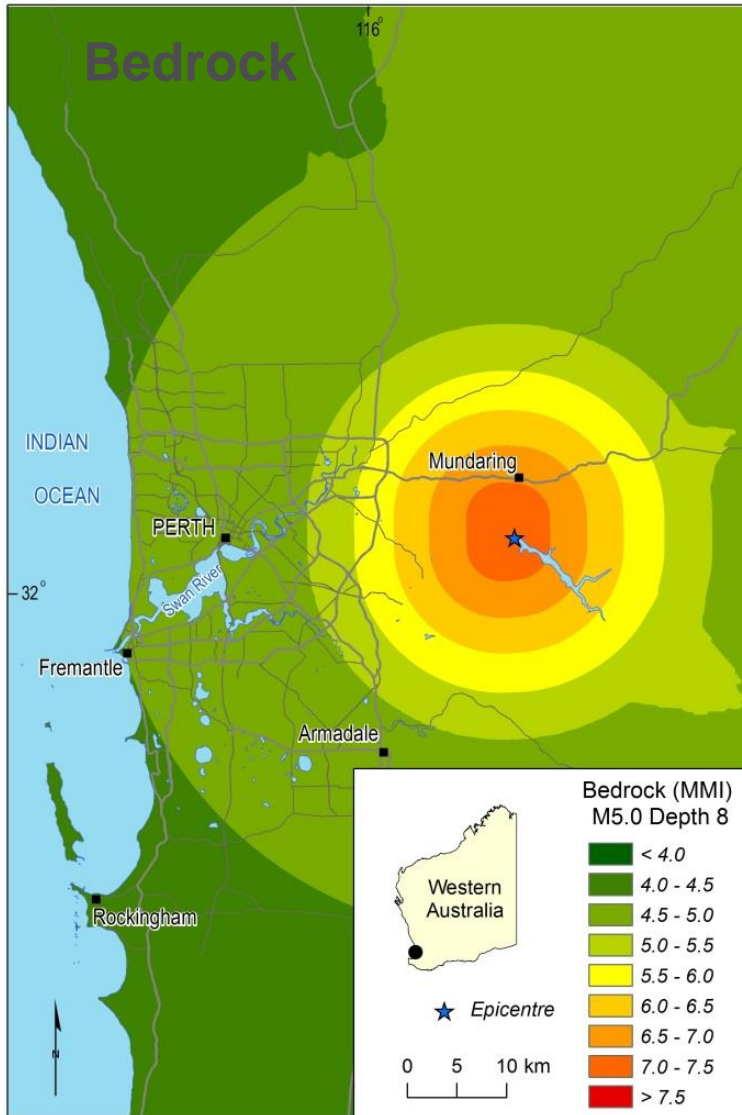 116°
Bedrock
INDIAN
OCEAN
Mundaring
PERTH
Swan River
32°
Fremantle
Armadale
Rockingham
N
Western
Australia
Epicentre
0 5 10 km
Bedrock (MMI)
M5.0 Depth 8
< 4.0
4.0 - 4.5
4.5 - 5.0
5.0 - 5.5
5.5 - 6.0
6.0 - 6.5
6.5 - 7.0
7.0 - 7.5
> 7.5